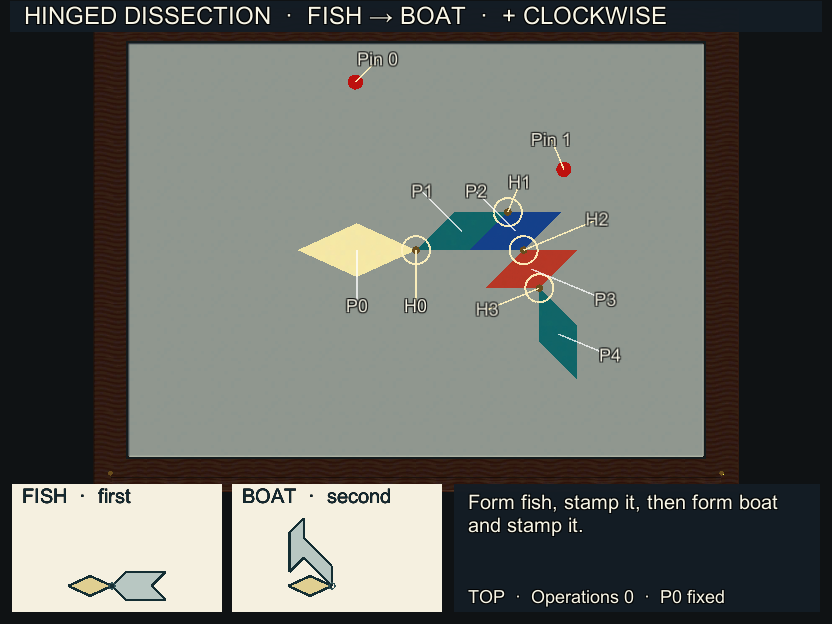 HINGED DISSECTION · FISH → BOAT · + CLOCKWISE
Pin 0
Pin 1
P1
P2
H1
H2
P0
H0
H3
P3
P4
FISH · first
BOAT · second
Form fish, stamp it, then form boat
and stamp it.
TOP · Operations 0 · P0 fixed